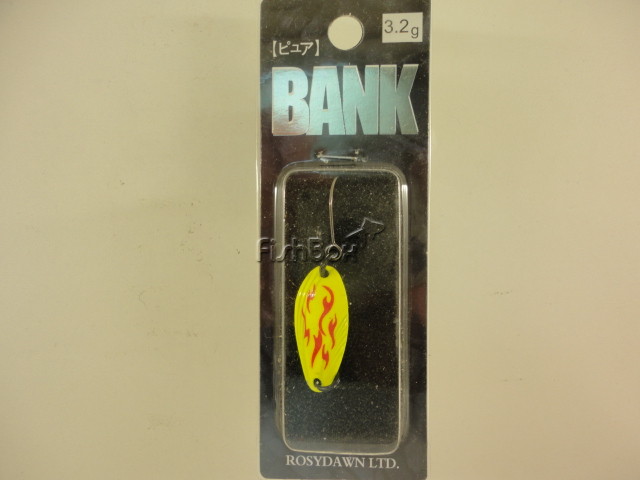 3.2g
【ピュア】
BANK
FishBox
ROSYDAWN LTD.